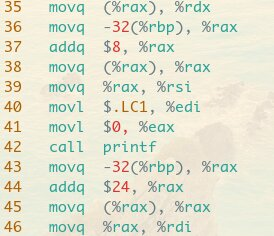 35 movq (%rax), %rdx
36 movq -32(%rbp), %rax
37 addq $8, %rax
38 movq (%rax), %rax
39 movq %rax, %rsi
40 movl $.LC1, %edi
41 movl $0, %eax
42 call printf
43 movq -32(%rbp), %rax
44 addq $24, %rax
45 movq (%rax), %rax
46 movq %rax, %rdi